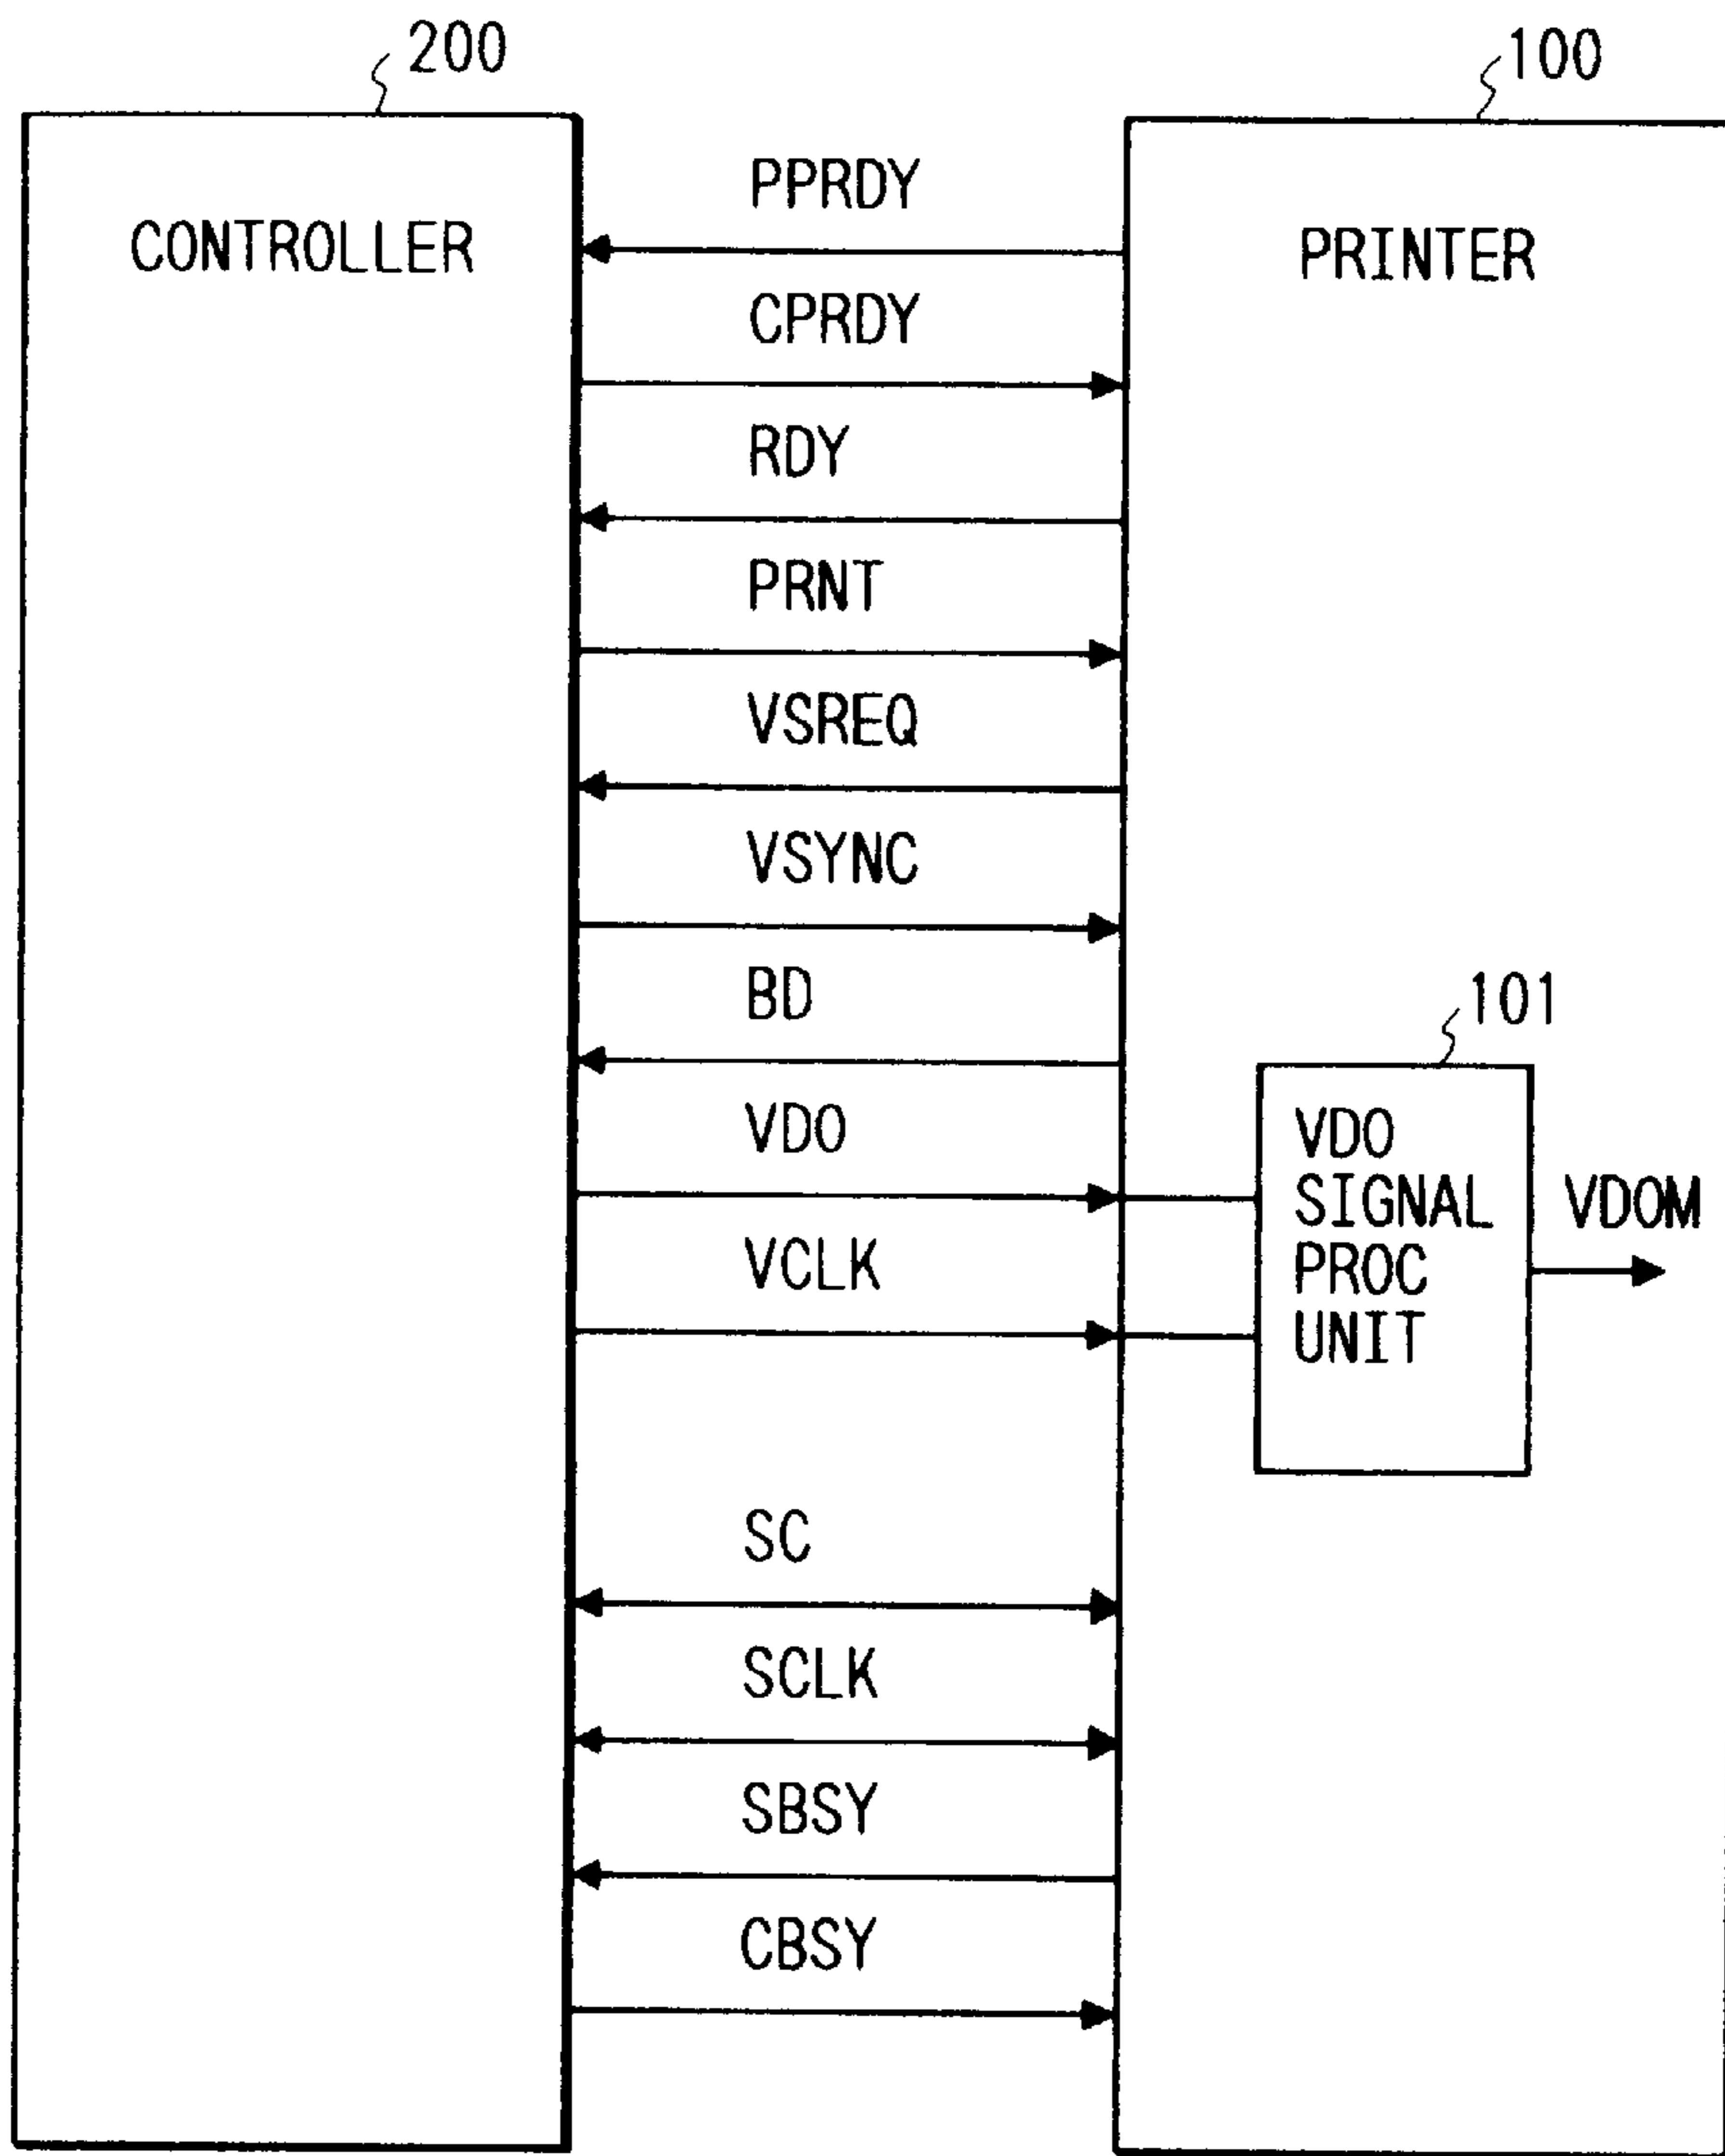 200
100
CONTROLLER
PRINTER
PPRDY
CPRDY
RDY
PRNT
VSREQ
VSYNC
BD
101
VDO
VCLK
VDO
SIGNAL
PROC
UNIT
VDOM
SC
SCLK
SBSY
CBSY